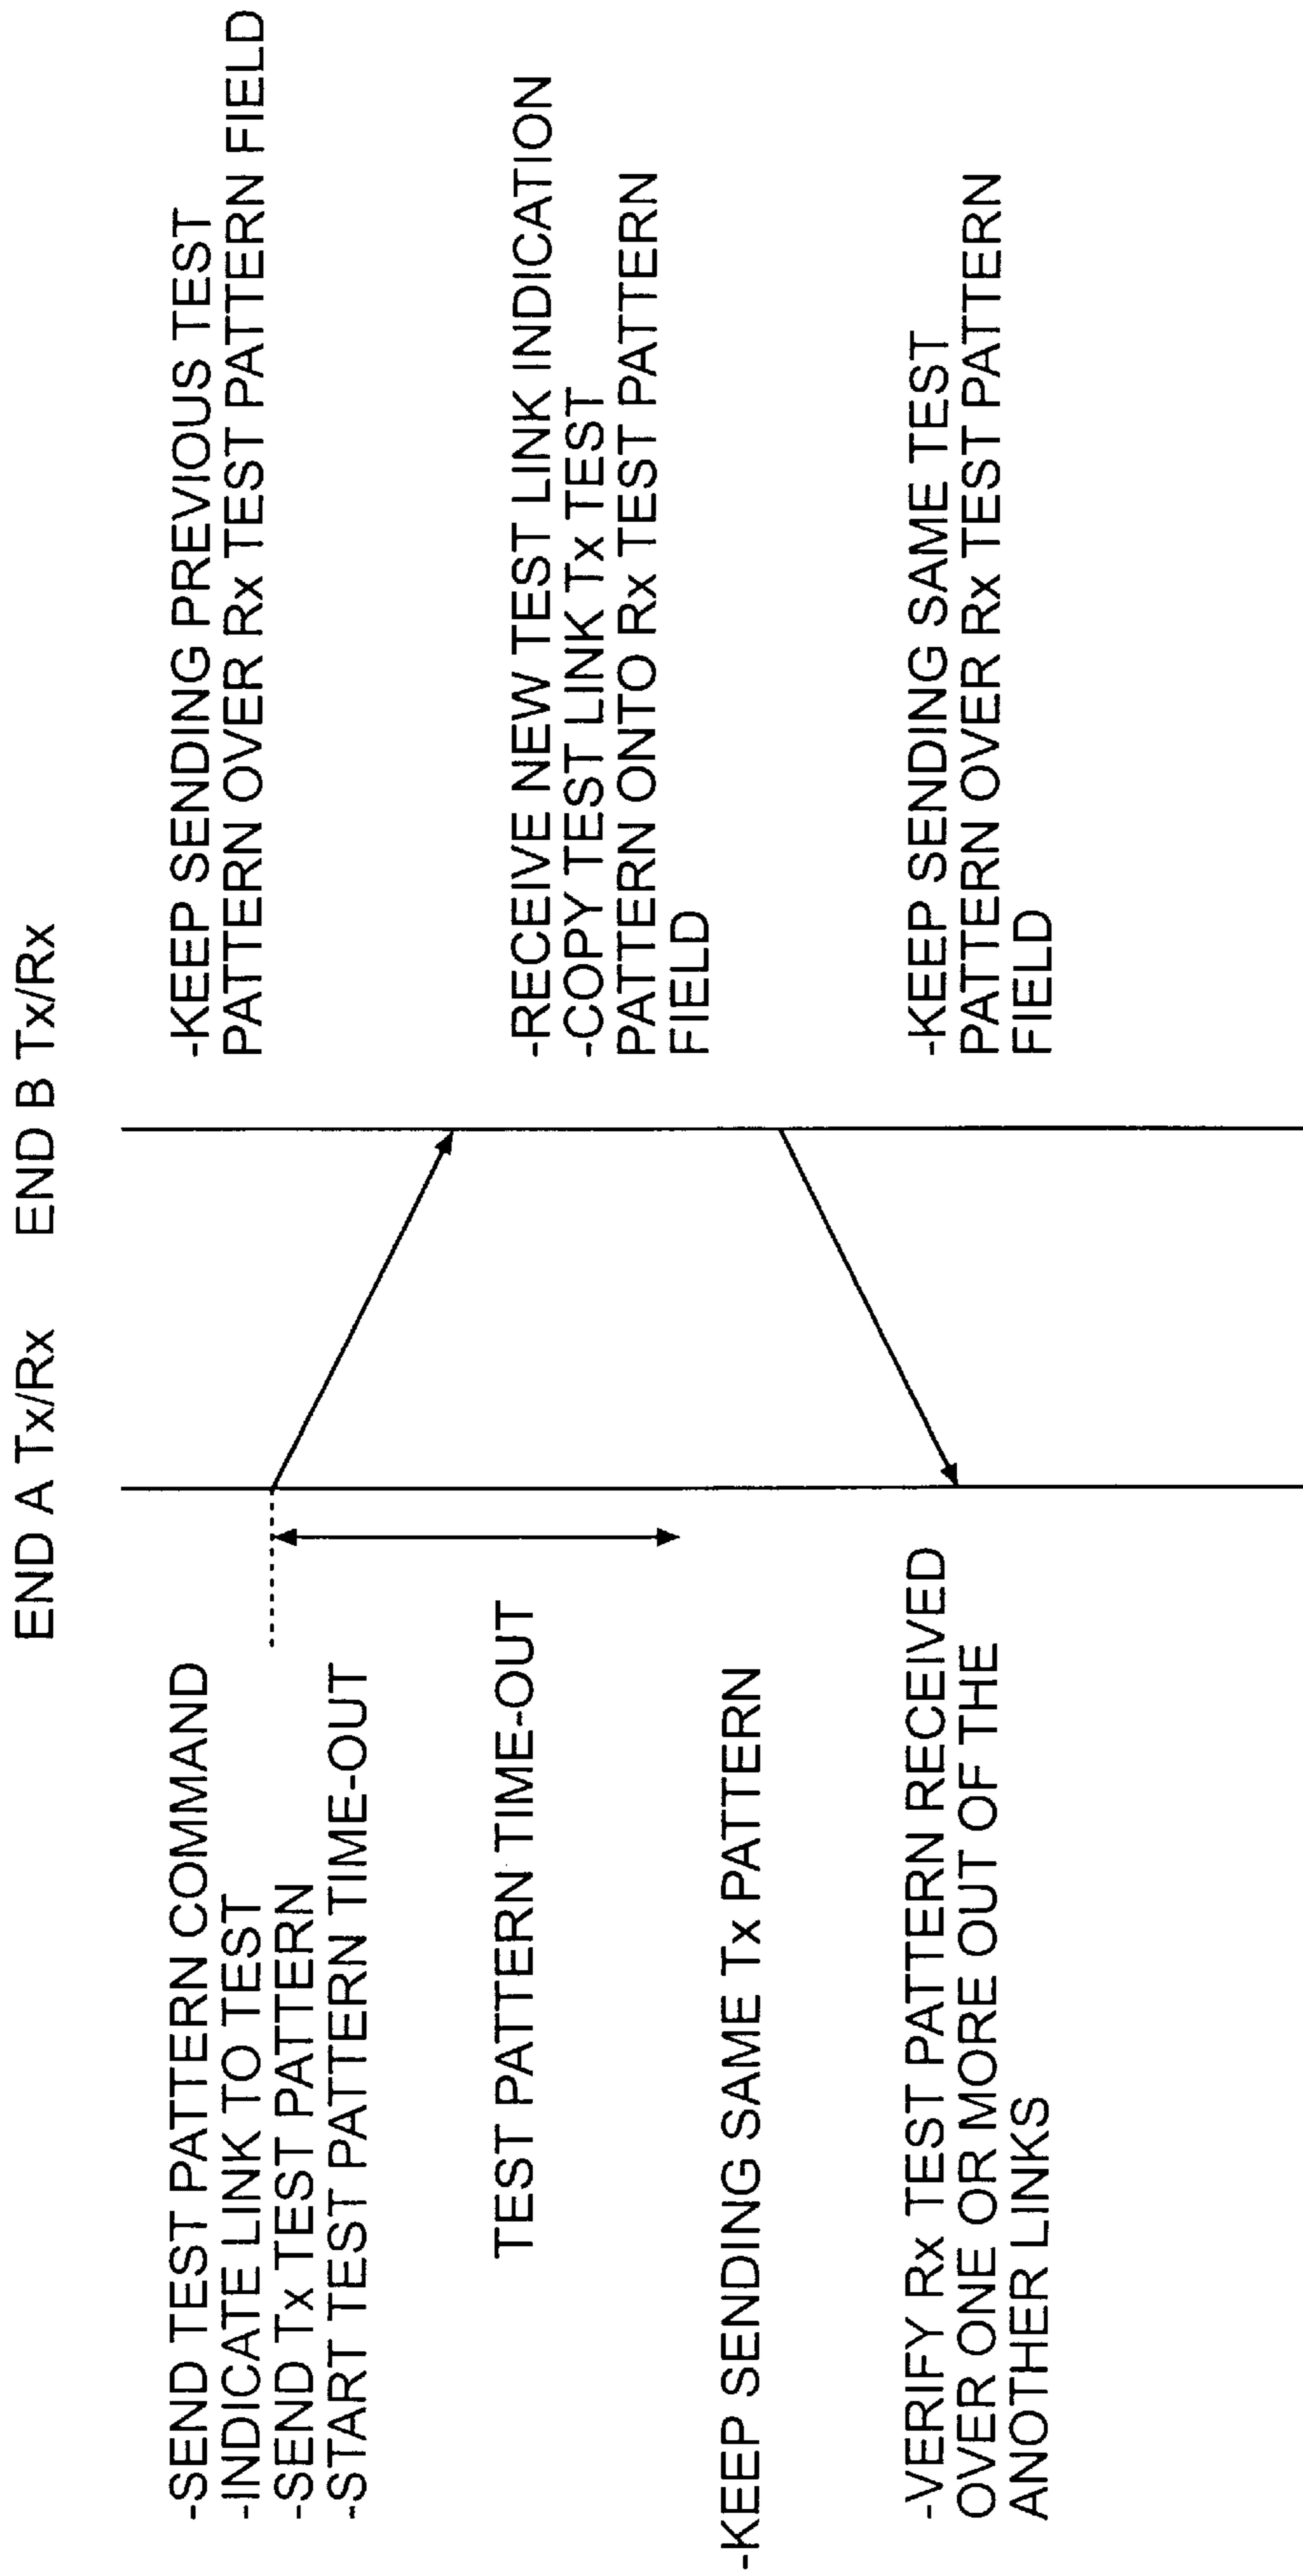 END A Tx/Rx
END B Tx/Rx
-SEND TEST PATTERN COMMAND
-INDICATE LINK TO TEST
-SEND Tx TEST PATTERN
-START TEST PATTERN TIME-OUT
TEST PATTERN TIME-OUT
-KEEP SENDING SAME Tx PATTERN
-VERIFY Rx TEST PATTERN RECEIVED
OVER ONE OR MORE OUT OF THE
ANOTHER LINKS
-KEEP SENDING PREVIOUS TEST
PATTERN OVER Rx TEST PATTERN FIELD
-RECEIVE NEW TEST LINK INDICATION
-COPY TEST LINK Tx TEST
PATTERN ONTO Rx TEST PATTERN
FIELD
-KEEP SENDING SAME TEST
PATTERN OVER Rx TEST PATTERN
FIELD